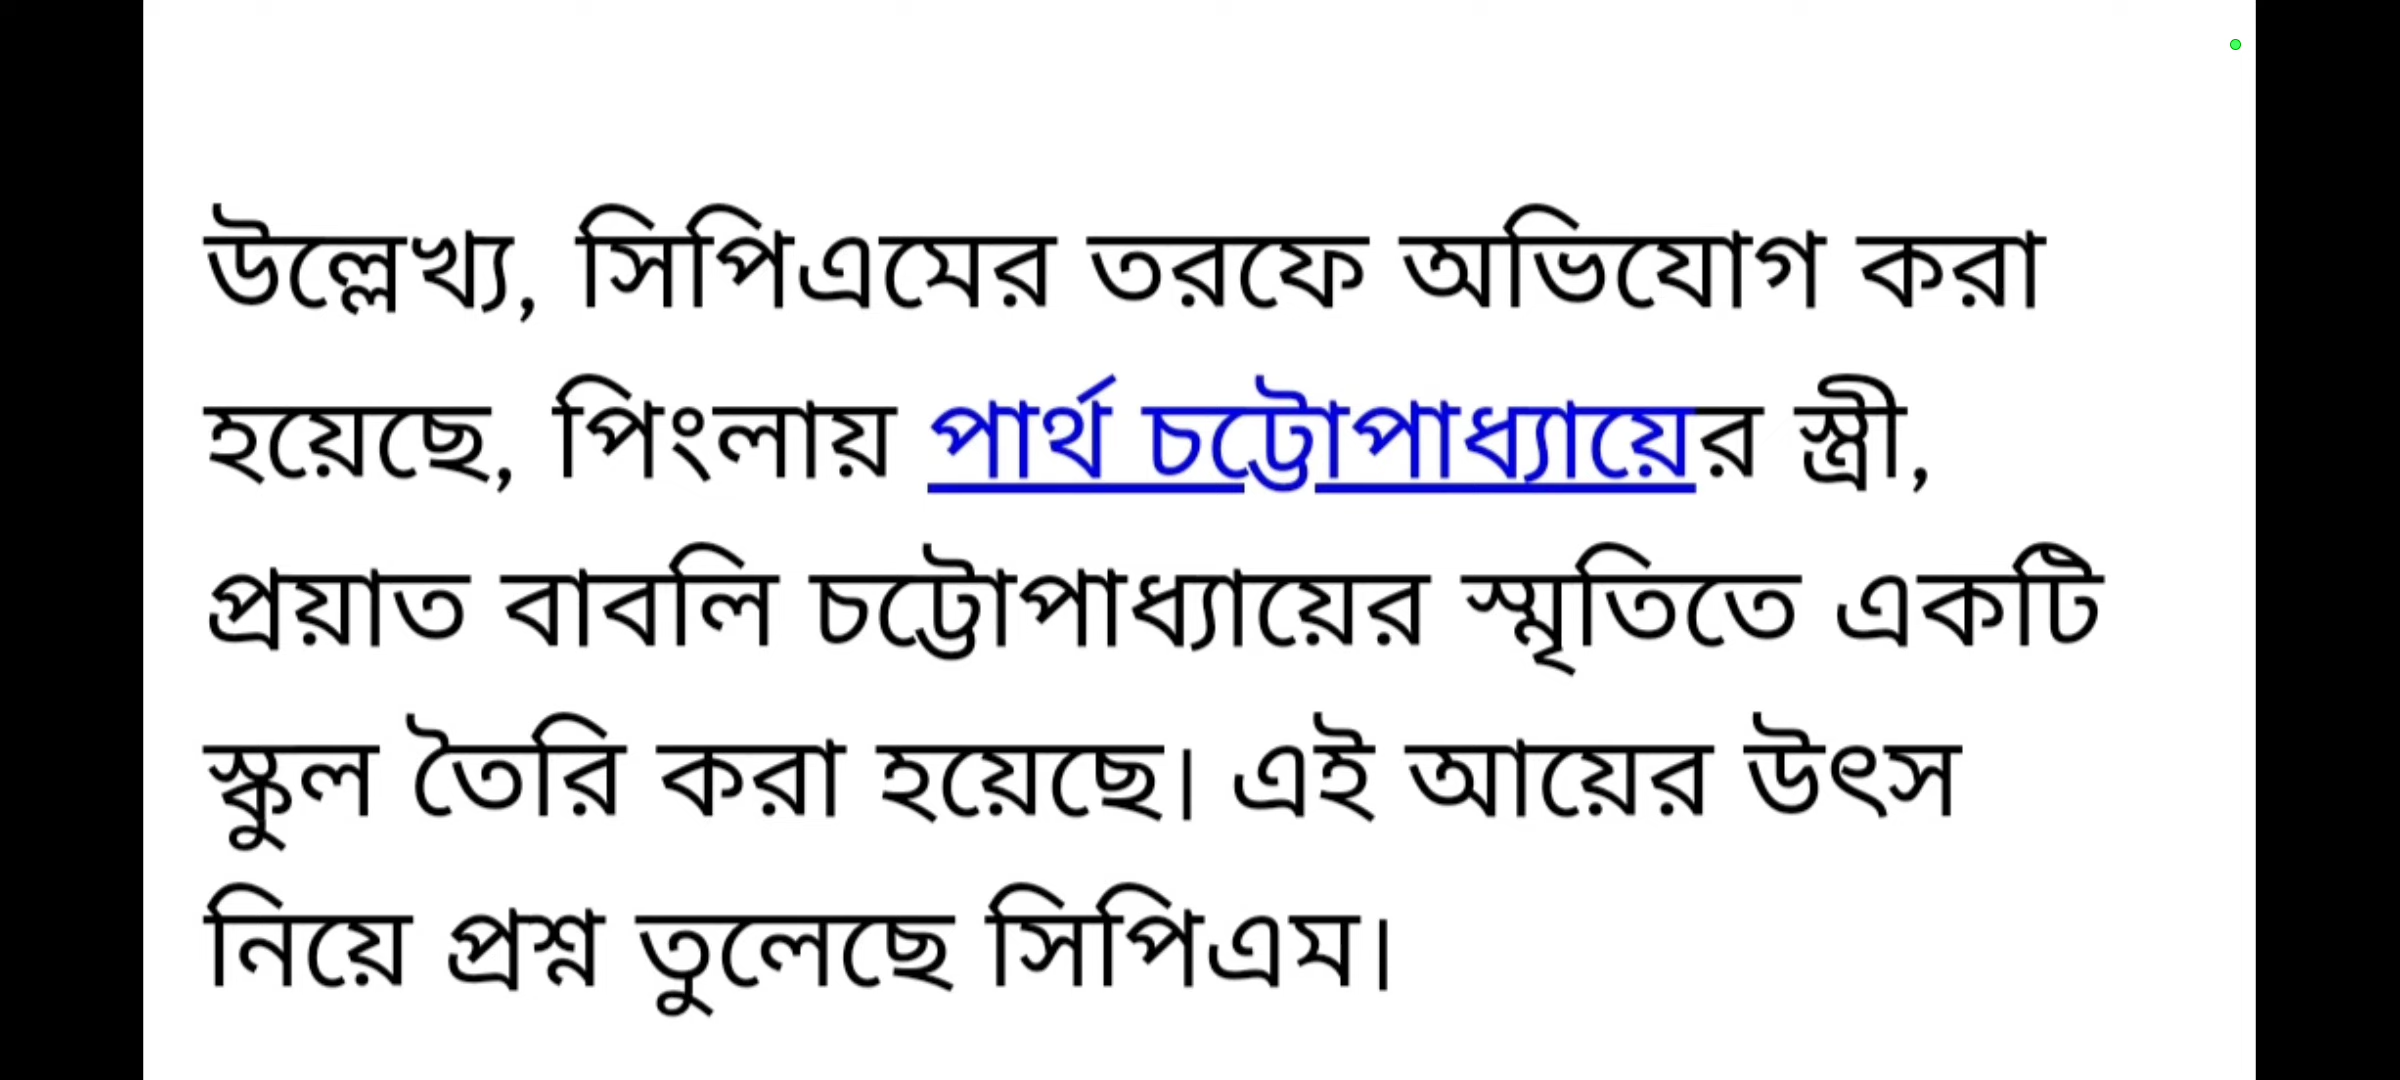 উল্লেখ্য, সিপিএমের তরফে অভিযোগ করা
হয়েছে, পিংলায় পার্থ চট্টোপাধ্যায়ের স্ত্রী,
প্রয়াত বাবলি চট্টোপাধ্যায়ের স্মৃতিতে একটি
স্কুল তৈরি করা হয়েছে। এই আয়ের উৎস
নিয়ে প্রশ্ন তুলেছে সিপিএম।